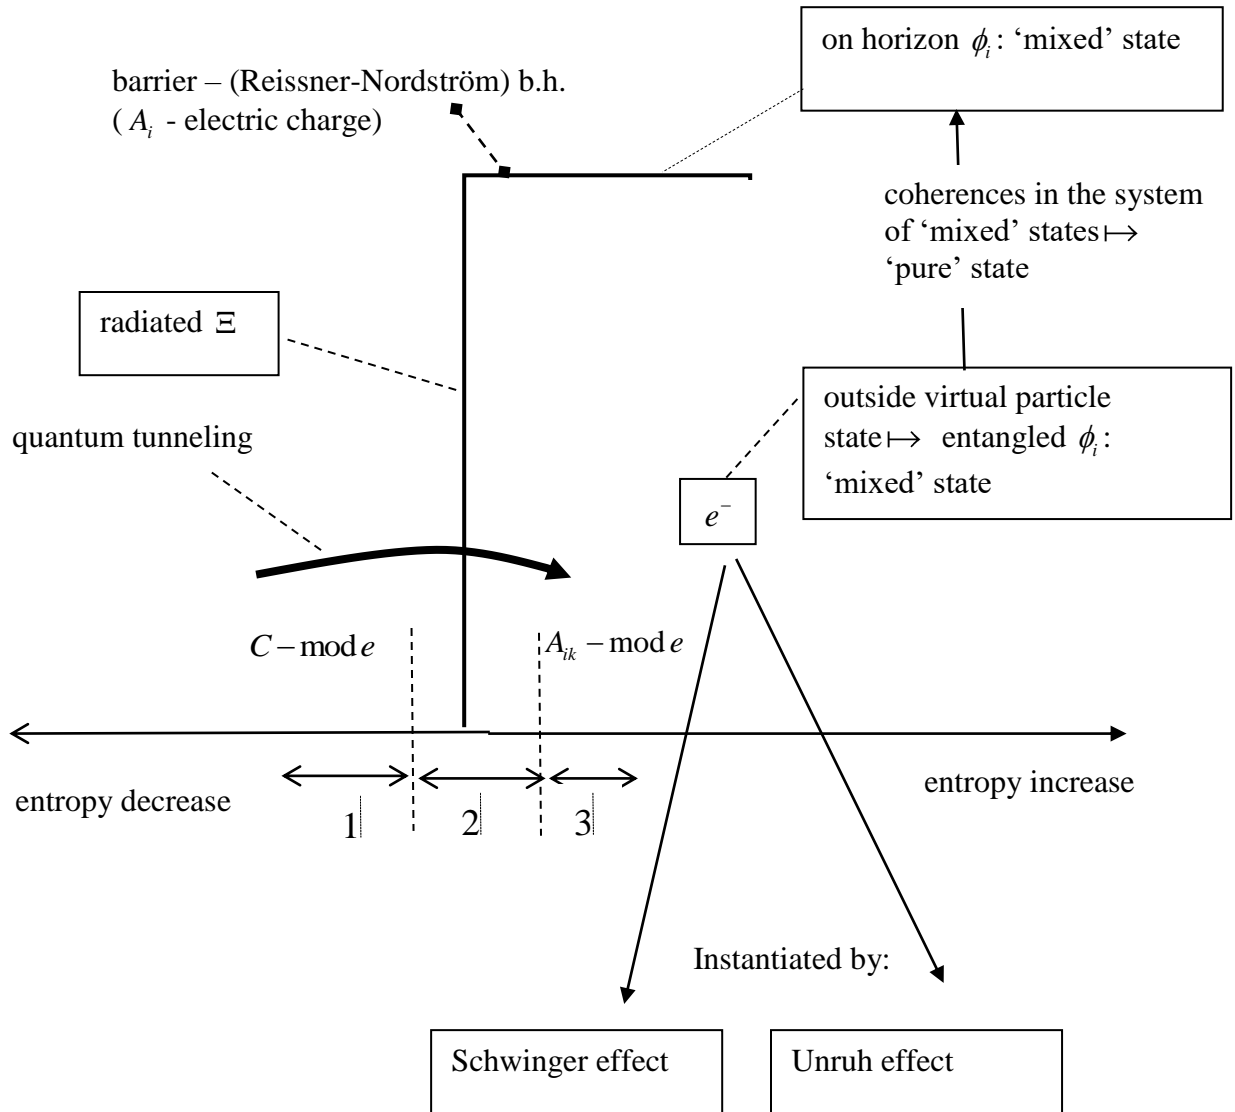 on horizon ϕᵢ: ‘mixed’ state
barrier – (Reissner-Nordström) b.h.
( Aᵢ - electric charge)
coherences in the system
of ‘mixed’ states ↦
‘pure’ state
radiated Ξ
outside virtual particle
state ↦ entangled ϕᵢ:
‘mixed’ state
quantum tunneling
e⁻
C – mod e
Aᵢₖ – mod e
entropy decrease
entropy increase
1
2
3
Instantiated by:
Schwinger effect
Unruh effect